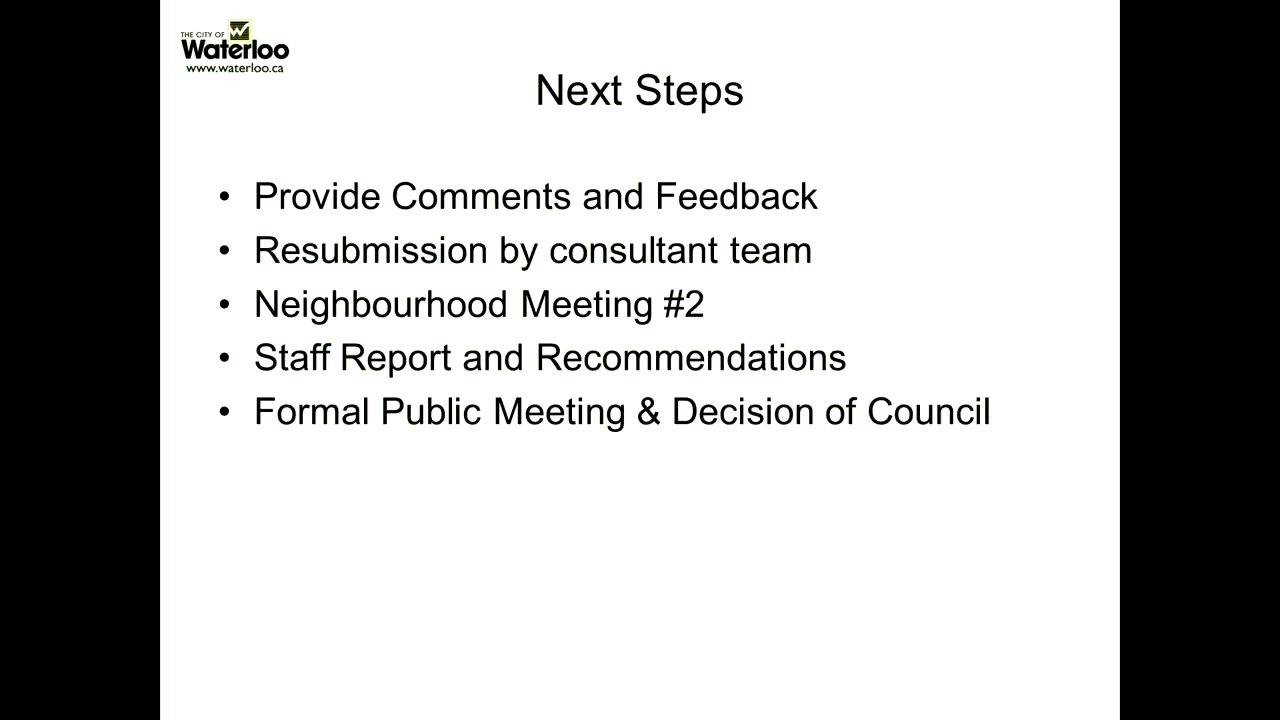 THE CITY OF
Waterloo
www.waterloo.ca
Next Steps
• Provide Comments and Feedback
• Resubmission by consultant team
• Neighbourhood Meeting #2
• Staff Report and Recommendations
• Formal Public Meeting & Decision of Council